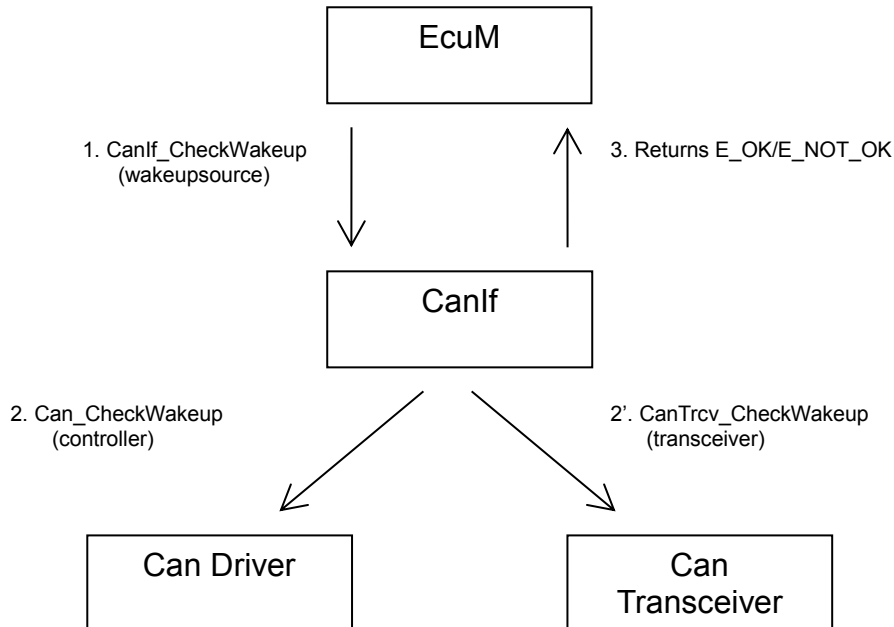 EcuM
1. CanIf_CheckWakeup
(wakeupsource)
3. Returns E_OK/E_NOT_OK
CanIf
2. Can_CheckWakeup
(controller)
2'. CanTrcv_CheckWakeup
(transceiver)
Can Driver
Can
Transceiver